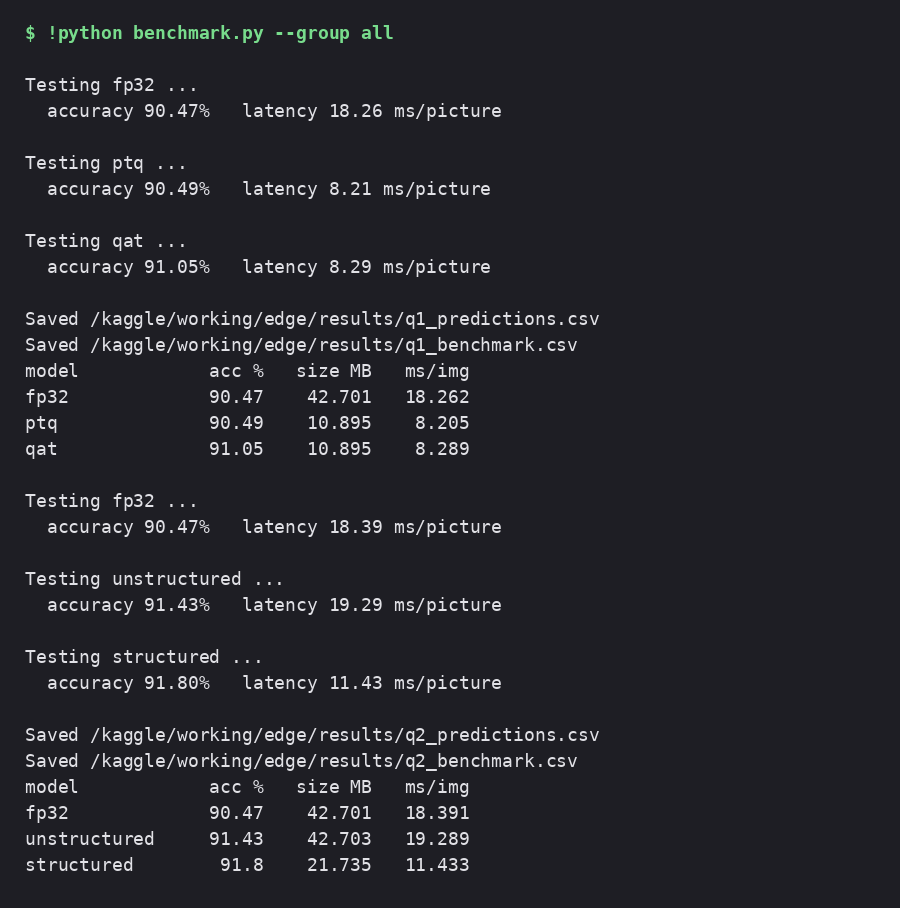 $ !python benchmark.py --group all
Testing fp32 ...
accuracy 90.47%   latency 18.26 ms/picture
Testing ptq ...
accuracy 90.49%   latency 8.21 ms/picture
Testing qat ...
accuracy 91.05%   latency 8.29 ms/picture
Saved /kaggle/working/edge/results/q1_predictions.csv
Saved /kaggle/working/edge/results/q1_benchmark.csv
model            acc %   size MB   ms/img
fp32             90.47    42.701   18.262
ptq              90.49    10.895    8.205
qat              91.05    10.895    8.289
Testing fp32 ...
accuracy 90.47%   latency 18.39 ms/picture
Testing unstructured ...
accuracy 91.43%   latency 19.29 ms/picture
Testing structured ...
accuracy 91.80%   latency 11.43 ms/picture
Saved /kaggle/working/edge/results/q2_predictions.csv
Saved /kaggle/working/edge/results/q2_benchmark.csv
model            acc %   size MB   ms/img
fp32             90.47    42.701   18.391
unstructured     91.43    42.703   19.289
structured        91.8    21.735   11.433